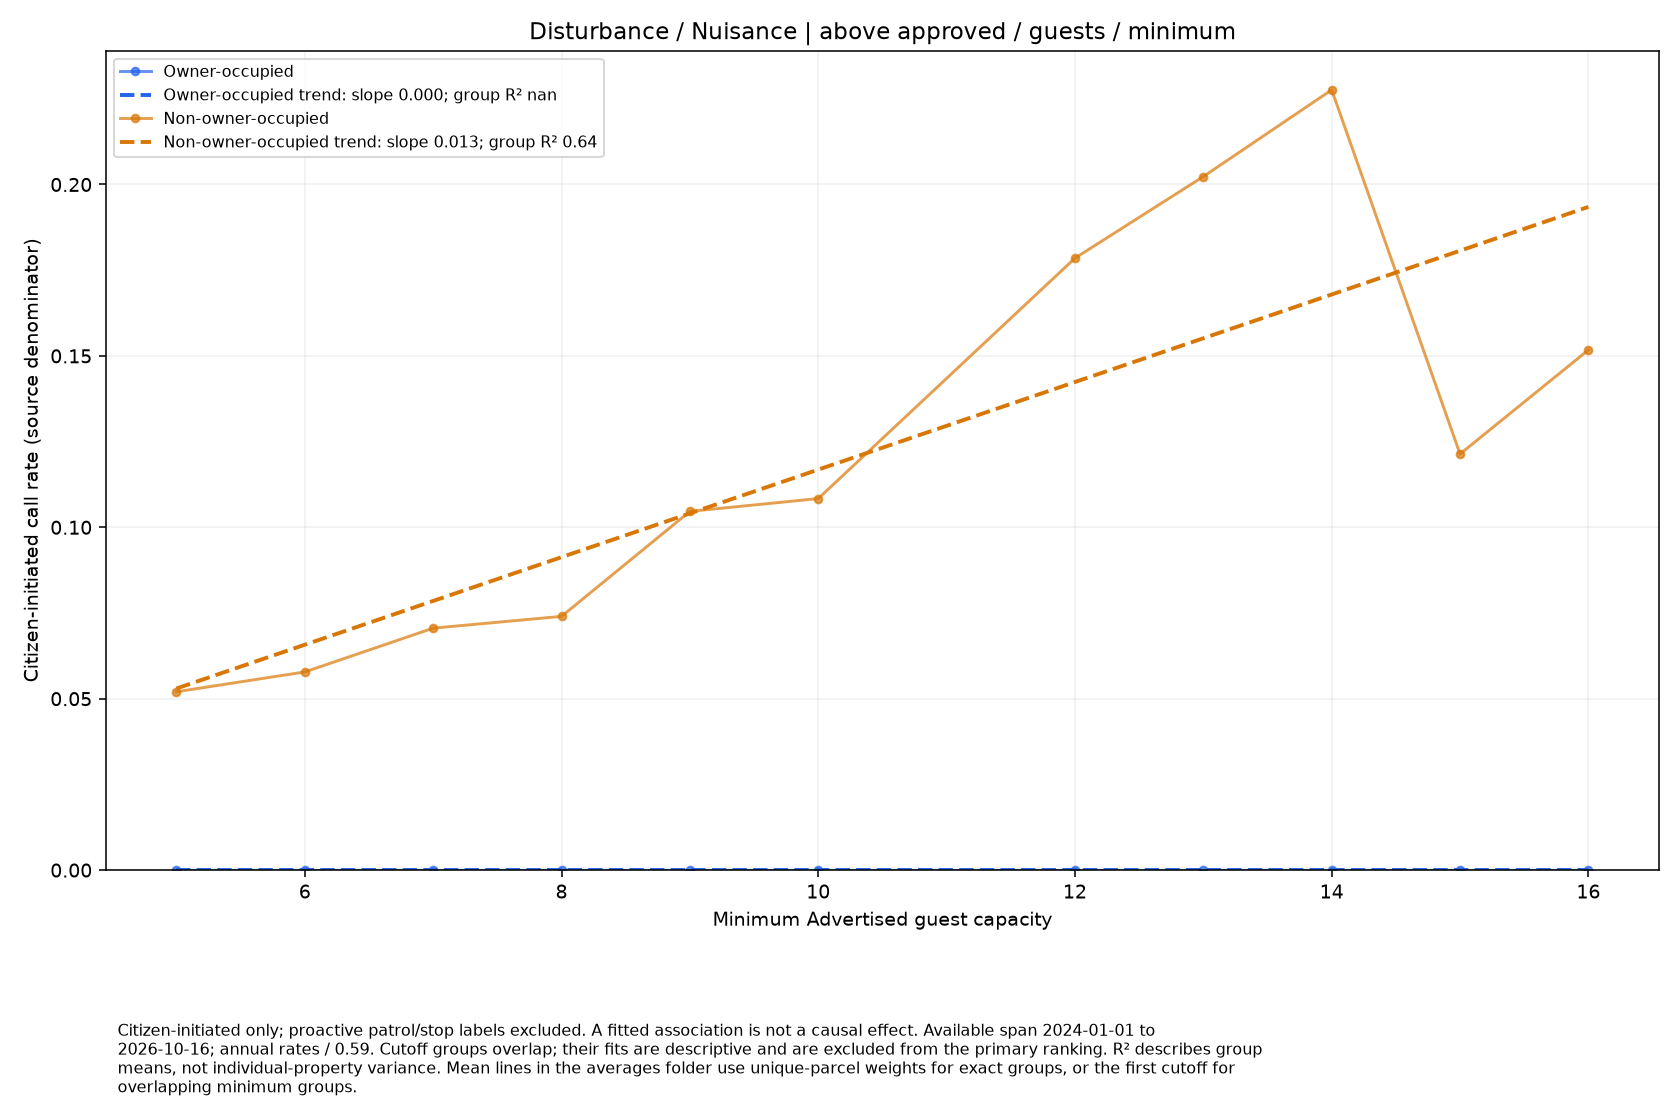 Disturbance / Nuisance | above approved / guests / minimum
Owner-occupied
Owner-occupied trend: slope 0.000; group R² nan
Non-owner-occupied
Non-owner-occupied trend: slope 0.013; group R² 0.64
Citizen-initiated call rate (source denominator)
0.20
0.15
0.10
0.05
0.00
6
8
10
12
14
16
Minimum Advertised guest capacity
Citizen-initiated only; proactive patrol/stop labels excluded. A fitted association is not a causal effect. Available span 2024-01-01 to
2026-10-16; annual rates / 0.59. Cutoff groups overlap; their fits are descriptive and are excluded from the primary ranking. R² describes group
means, not individual-property variance. Mean lines in the averages folder use unique-parcel weights for exact groups, or the first cutoff for
overlapping minimum groups.